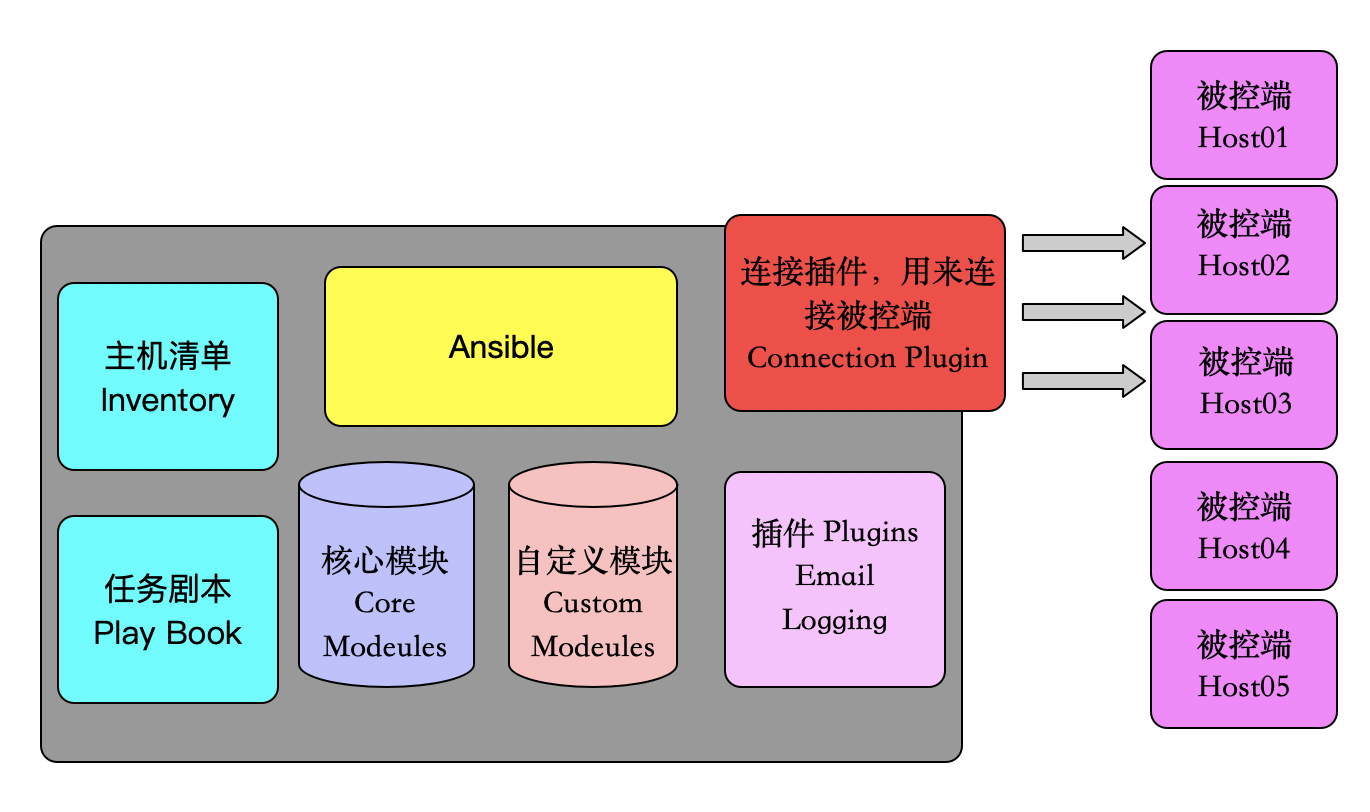 主机清单
Inventory
任务剧本
Play Book
Ansible
核心模块
Core
Modeules
自定义模块
Custom
Modeules
连接插件，用来连
接被控端
Connection Plugin
插件 Plugins
Email
Logging
被控端
Host01
被控端
Host02
被控端
Host03
被控端
Host04
被控端
Host05